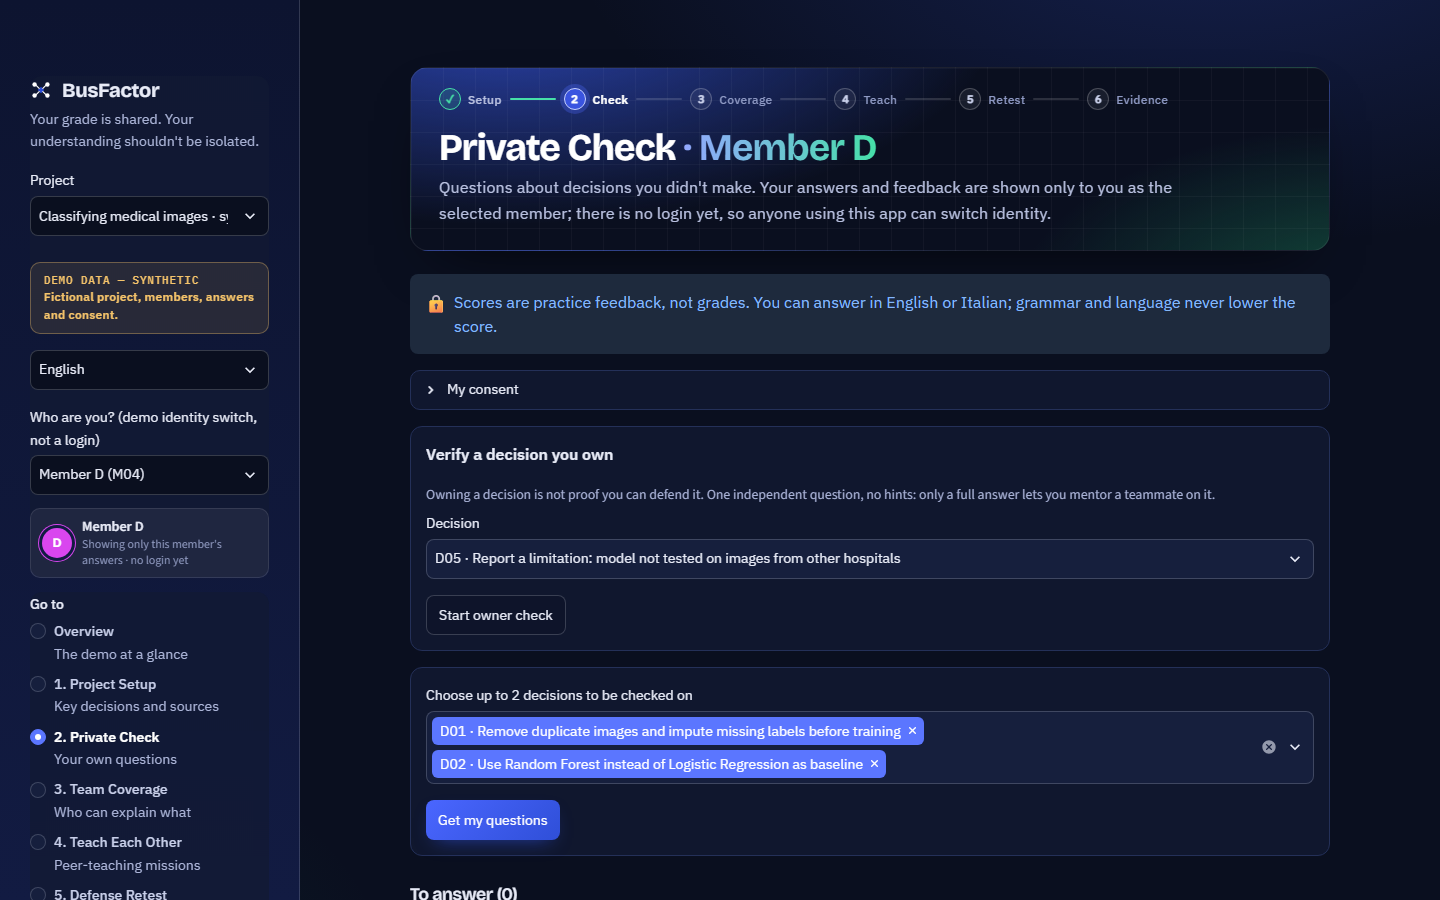 BusFactor
Your grade is shared. Your
understanding shouldn't be isolated.
Project
Classifying medical images · sy
DEMO DATA — SYNTHETIC
Fictional project, members, answers
and consent.
English
Who are you? (demo identity switch,
not a login)
Member D (M04)
D
Member D
Showing only this member's
answers · no login yet
Go to
Overview
The demo at a glance
1. Project Setup
Key decisions and sources
2. Private Check
Your own questions
3. Team Coverage
Who can explain what
4. Teach Each Other
Peer-teaching missions
5. Defense Retest
✓ Setup 2 Check 3 Coverage 4 Teach 5 Retest 6 Evidence
Private Check · Member D
Questions about decisions you didn't make. Your answers and feedback are shown only to you as the
selected member; there is no login yet, so anyone using this app can switch identity.
Scores are practice feedback, not grades. You can answer in English or Italian; grammar and language never lower the
score.
My consent
Verify a decision you own
Owning a decision is not proof you can defend it. One independent question, no hints: only a full answer lets you mentor a teammate on it.
Decision
D05 · Report a limitation: model not tested on images from other hospitals
Start owner check
Choose up to 2 decisions to be checked on
D01 · Remove duplicate images and impute missing labels before training ×
D02 · Use Random Forest instead of Logistic Regression as baseline ×
Get my questions
To answer (0)